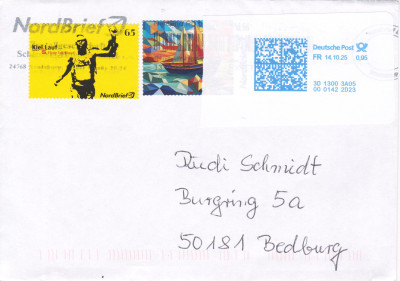 NordBrief
Kiel Lauf 65
NordBrief
Deutsche Post
FR 14.10.25 0,95
30 1300 3A05
00 0142 2023
Rudi Schmidt
Burgring 5a
50181 Bedburg